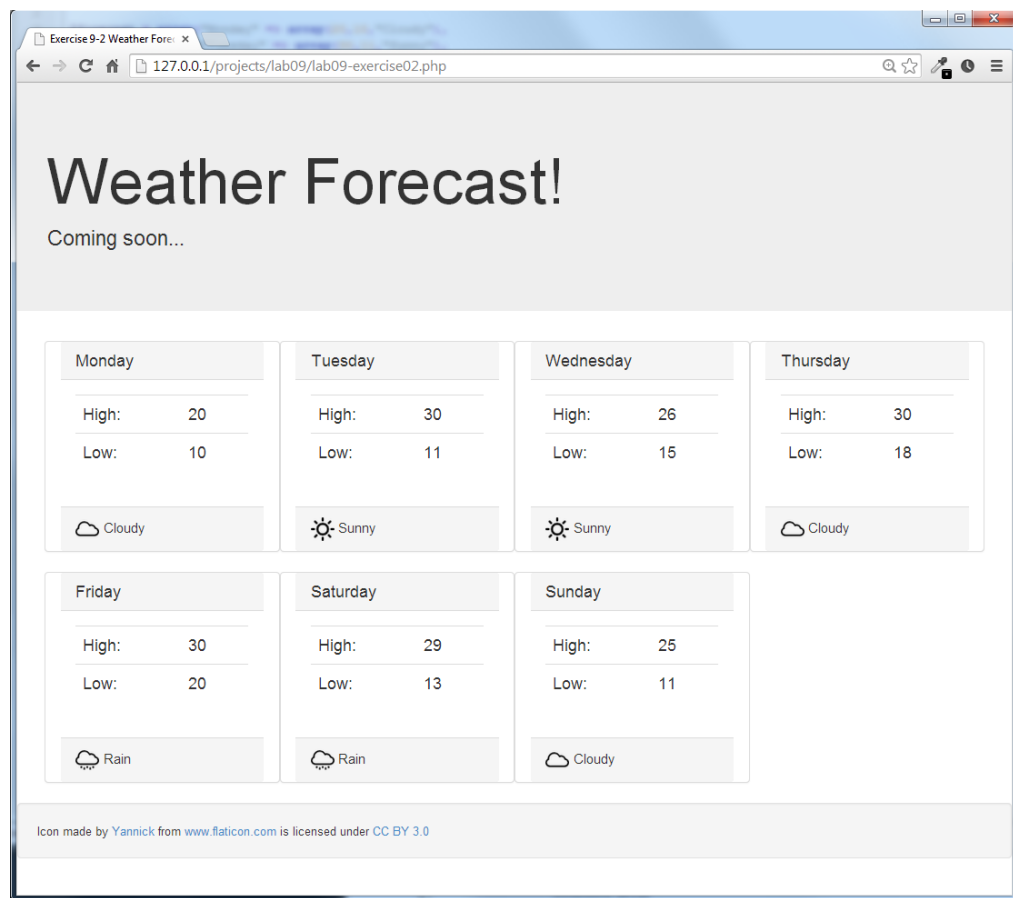 Exercise 9-2 Weather Fore
127.0.0.1/projects/lab09/lab09-exercise02.php
Weather Forecast!
Coming soon...
Monday Tuesday Wednesday Thursday
High: 20 High: 30 High: 26 High: 30
Low: 10 Low: 11 Low: 15 Low: 18
Cloudy Sunny Sunny Cloudy
Friday Saturday Sunday
High: 30 High: 29 High: 25
Low: 20 Low: 13 Low: 11
Rain Rain Cloudy
Icon made by Yannick from www.flaticon.com is licensed under CC BY 3.0